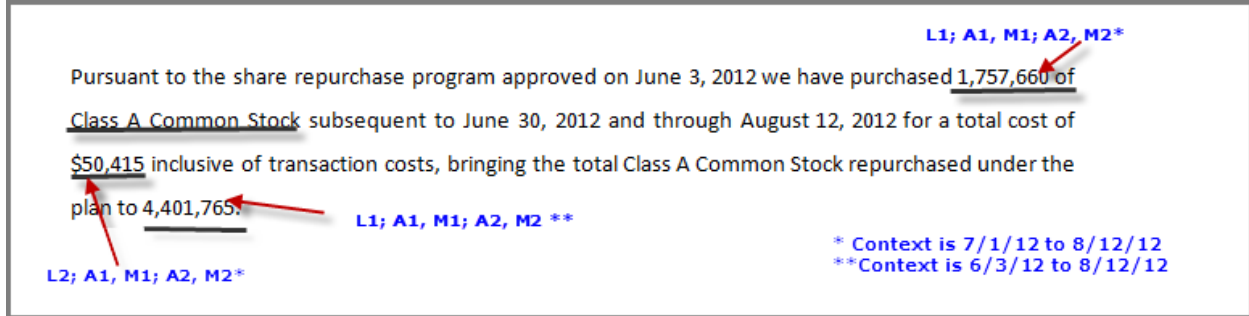 L1; A1, M1; A2, M2*
Pursuant to the share repurchase program approved on June 3, 2012 we have purchased 1,757,660 of
Class A Common Stock subsequent to June 30, 2012 and through August 12, 2012 for a total cost of
$50,415 inclusive of transaction costs, bringing the total Class A Common Stock repurchased under the
plan to 4,401,765.
L1; A1, M1; A2, M2 **
* Context is 7/1/12 to 8/12/12
**Context is 6/3/12 to 8/12/12
L2; A1, M1; A2, M2*